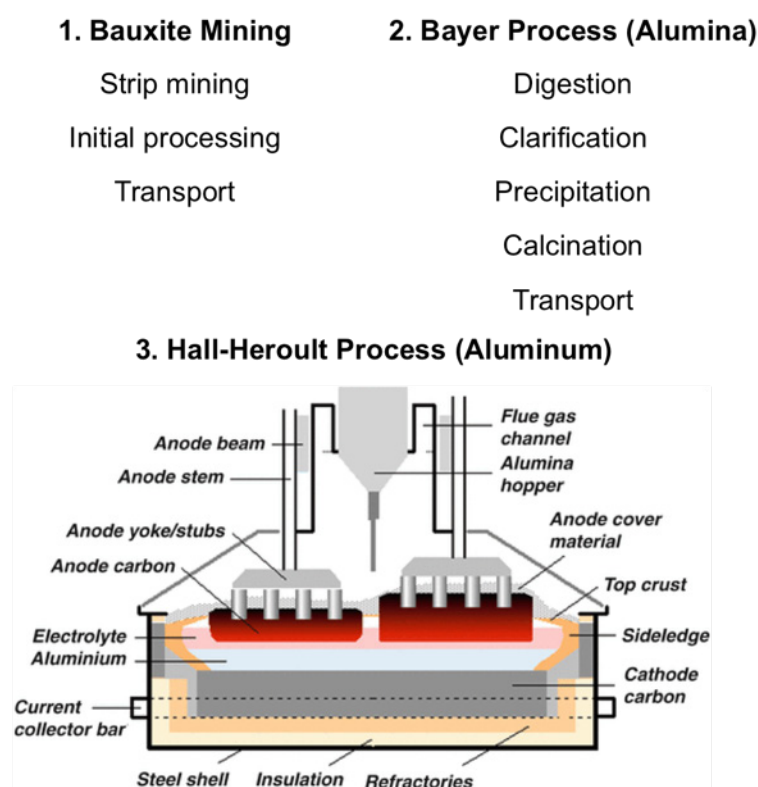 1. Bauxite Mining
Strip mining
Initial processing
Transport
2. Bayer Process (Alumina)
Digestion
Clarification
Precipitation
Calcination
Transport
3. Hall-Heroult Process (Aluminum)
Anode beam
Anode stem
Anode yoke/stubs
Anode carbon
Electrolyte
Aluminium
Current
collector bar
Flue gas
channel
Alumina
hopper
Anode cover
material
Top crust
Sideledge
Cathode
carbon
Steel shell
Insulation
Refractories